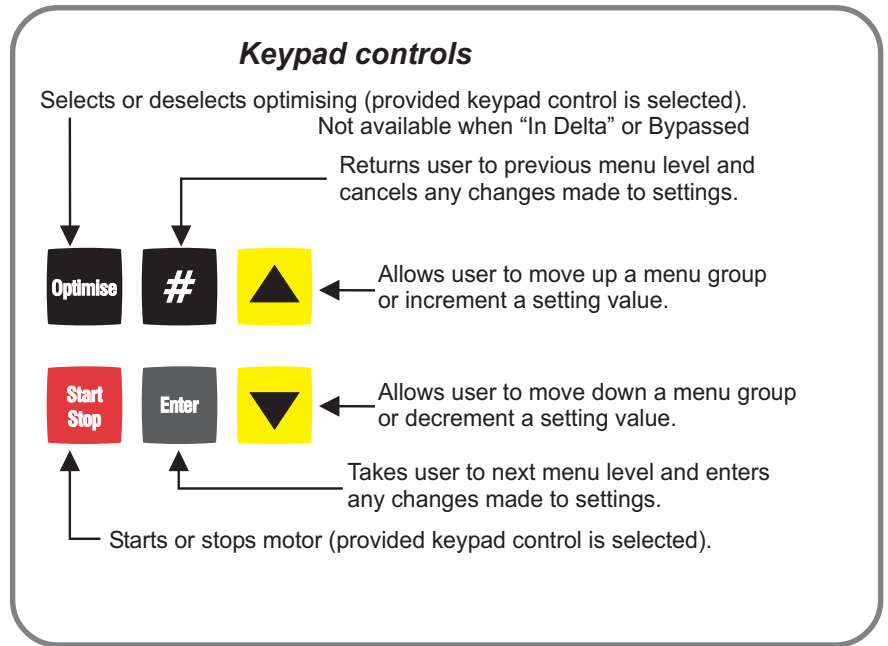 Keypad controls
Selects or deselects optimising (provided keypad control is selected).
Not available when “In Delta” or Bypassed
Returns user to previous menu level and
cancels any changes made to settings.
Optimise
#
Allows user to move up a menu group
or increment a setting value.
Start
Stop
Enter
Allows user to move down a menu group
or decrement a setting value.
Takes user to next menu level and enters
any changes made to settings.
Starts or stops motor (provided keypad control is selected).